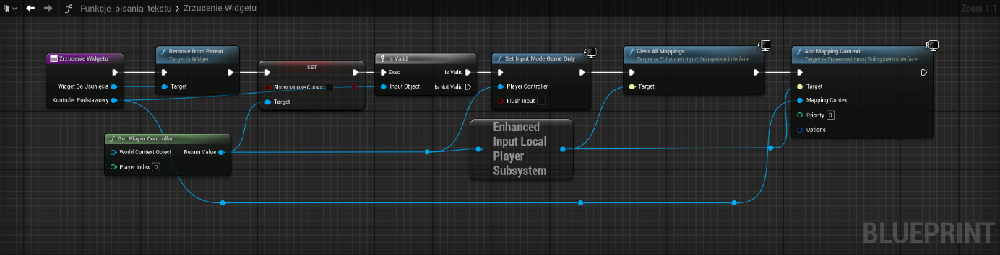 Funkcje_pisania_tekstu > Zrzucenie Widgetu
Zoom 1:1
Zrzucenie Widgetu
Widget Do Usunięcia
Kontroler Podstawowy
Remove from Parent
Target is Widget
Target
SET
Show Mouse Cursor
Target
? Is Valid
Exec
Is Valid
Input Object
Is Not Valid
Set Input Mode Game Only
Player Controller
Flush Input
Clear All Mappings
Target is Enhanced Input Subsystem Interface
Target
Add Mapping Context
Target is Enhanced Input Subsystem Interface
Target
Mapping Context
Priority 0
Options
Get Player Controller
World Context Object
Return Value
Player Index 0
Enhanced
Input Local
Player
Subsystem
BLUEPRINT